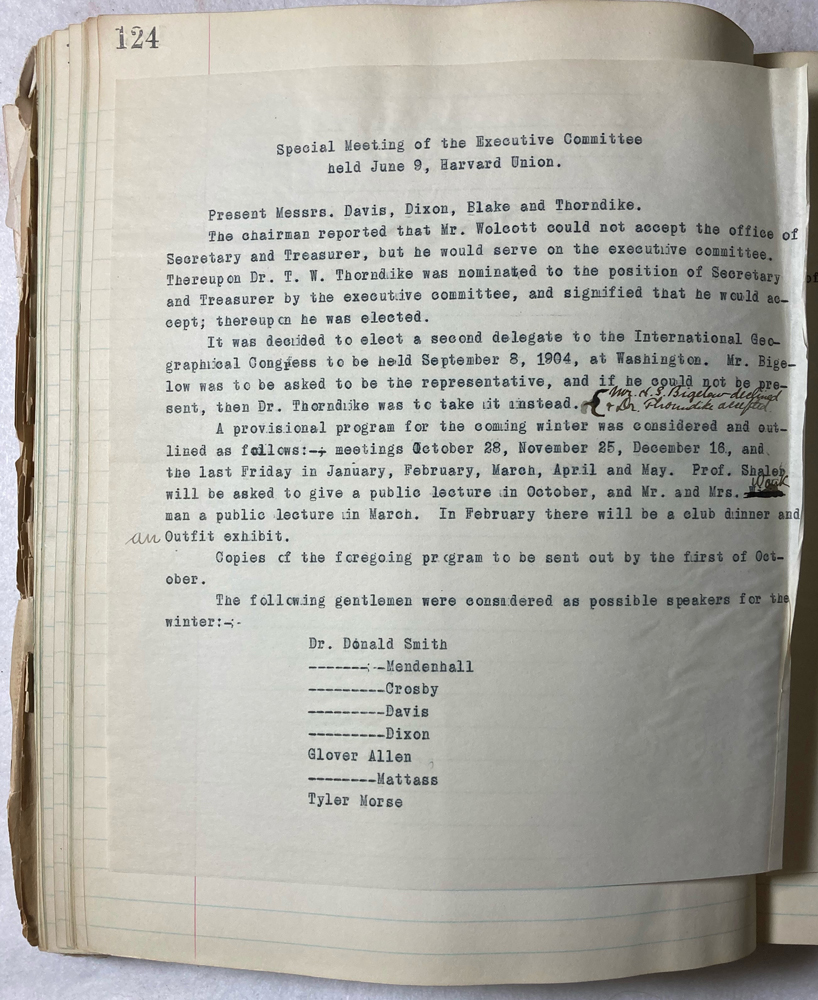 124
Special Meeting of the Executive Committee
held June 9, Harvard Union.
Present Messrs. Davis, Dixon, Blake and Thorndike.
The chairman reported that Mr. Wolcott could not accept the office of
Secretary and Treasurer, but he would serve on the executive committee.
Thereupon Dr. T. W. Thorndike was nominated to the position of Secretary
and Treasurer by the executive committee, and signified that he would ac-
cept; thereupon he was elected.
It was decided to elect a second delegate to the International Geo-
graphical Congress to be held September 8, 1904, at Washington. Mr. Bige-
low was to be asked to be the representative, and if he could not be pre-
sent, then Dr. Thorndike was to take it instead. { Mr. H. B. Bigelow declined
+ Dr. Thorndike accepted
A provisional program for the coming winter was considered and out-
lined as follows:-; meetings October 28, November 25, December 16, and
the last Friday in January, February, March, April and May. Prof. Shaler
will be asked to give a public lecture in October, and Mr. and Mrs. Work
man a public lecture in March. In February there will be a club dinner and
an Outfit exhibit.
Copies of the foregoing program to be sent out by the first of Oct-
ober.
The following gentlemen were considered as possible speakers for the
winter:-;-
Dr. Donald Smith
-------;--Mendenhall
---------Crosby
---------Davis
---------Dixon
Glover Allen
--------Mattass
Tyler Morse